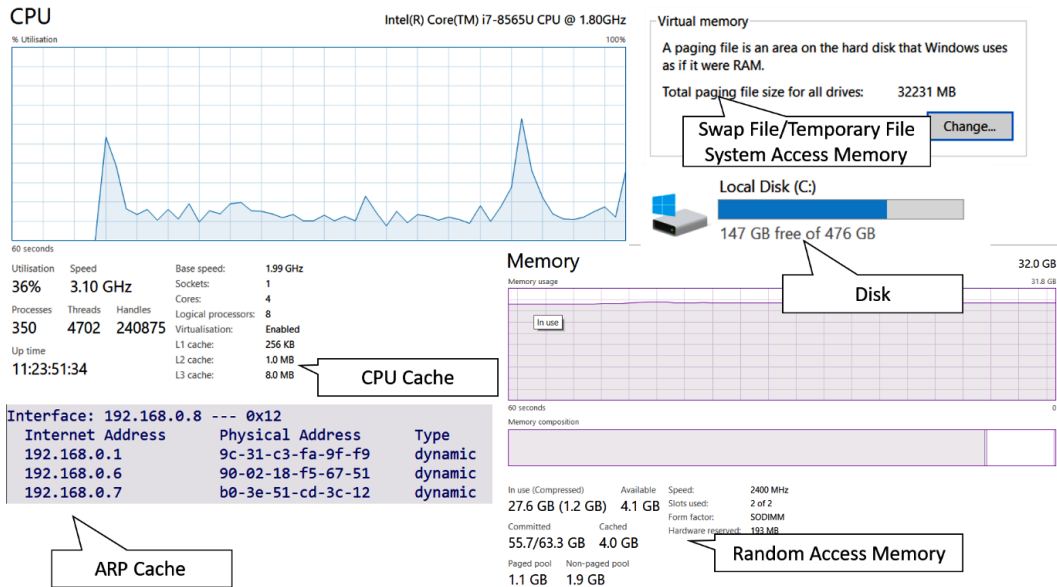 CPU
Intel(R) Core(TM) i7-8565U CPU @ 1.80GHz
% Utilisation
100%
60 seconds
Utilisation Speed
36% 3.10 GHz
Processes Threads Handles
350 4702 240875
Up time
11:23:51:34
Base speed: 1.99 GHz
Sockets: 1
Cores: 4
Logical processors: 8
Virtualisation: Enabled
L1 cache: 256 KB
L2 cache: 1.0 MB
L3 cache: 8.0 MB
CPU Cache
Virtual memory
A paging file is an area on the hard disk that Windows uses
as if it were RAM.
Total paging file size for all drives: 32231 MB
Change...
Swap File/Temporary File
System Access Memory
Local Disk (C:)
147 GB free of 476 GB
Disk
Memory
32.0 GB
Memory usage
31.8 GB
In use
60 seconds
0
Memory composition
In use (Compressed) Available
27.6 GB (1.2 GB) 4.1 GB
Committed Cached
55.7/63.3 GB 4.0 GB
Paged pool Non-paged pool
1.1 GB 1.9 GB
Speed: 2400 MHz
Slots used: 2 of 2
Form factor: SODIMM
Hardware reserved: 193 MB
Random Access Memory
Interface: 192.168.0.8 --- 0x12
Internet Address Physical Address Type
192.168.0.1 9c-31-c3-fa-9f-f9 dynamic
192.168.0.6 90-02-18-f5-67-51 dynamic
192.168.0.7 b0-3e-51-cd-3c-12 dynamic
ARP Cache